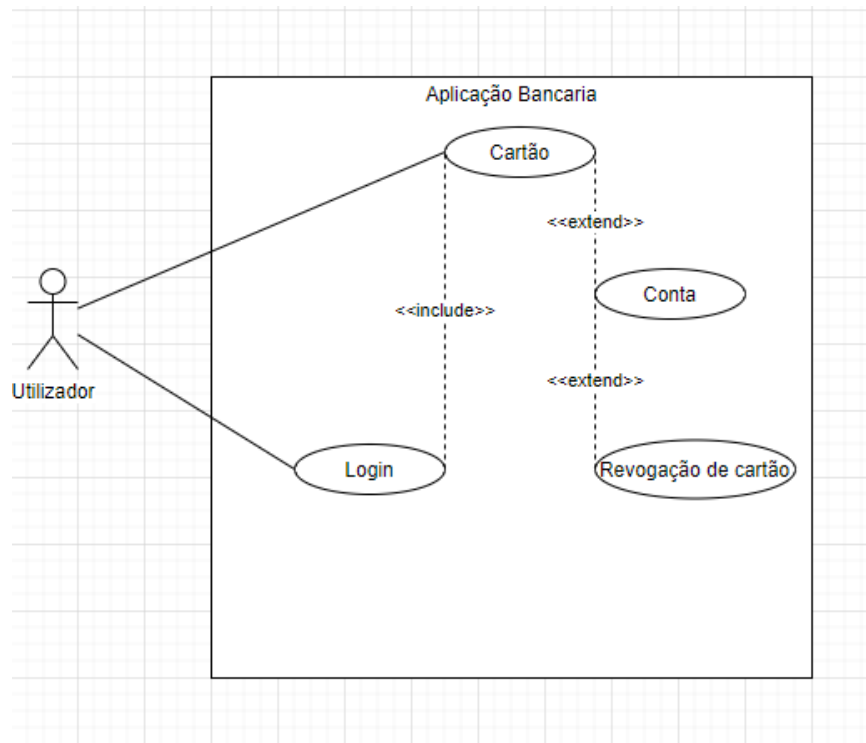 Aplicação Bancaria
Cartão
<<extend>>
Conta
<<include>>
<<extend>>
Utilizador
Login
Revogação de cartão